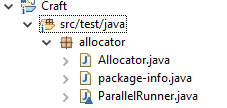 Craft
src/test/java
allocator
Allocator.java
package-info.java
ParallelRunner.java